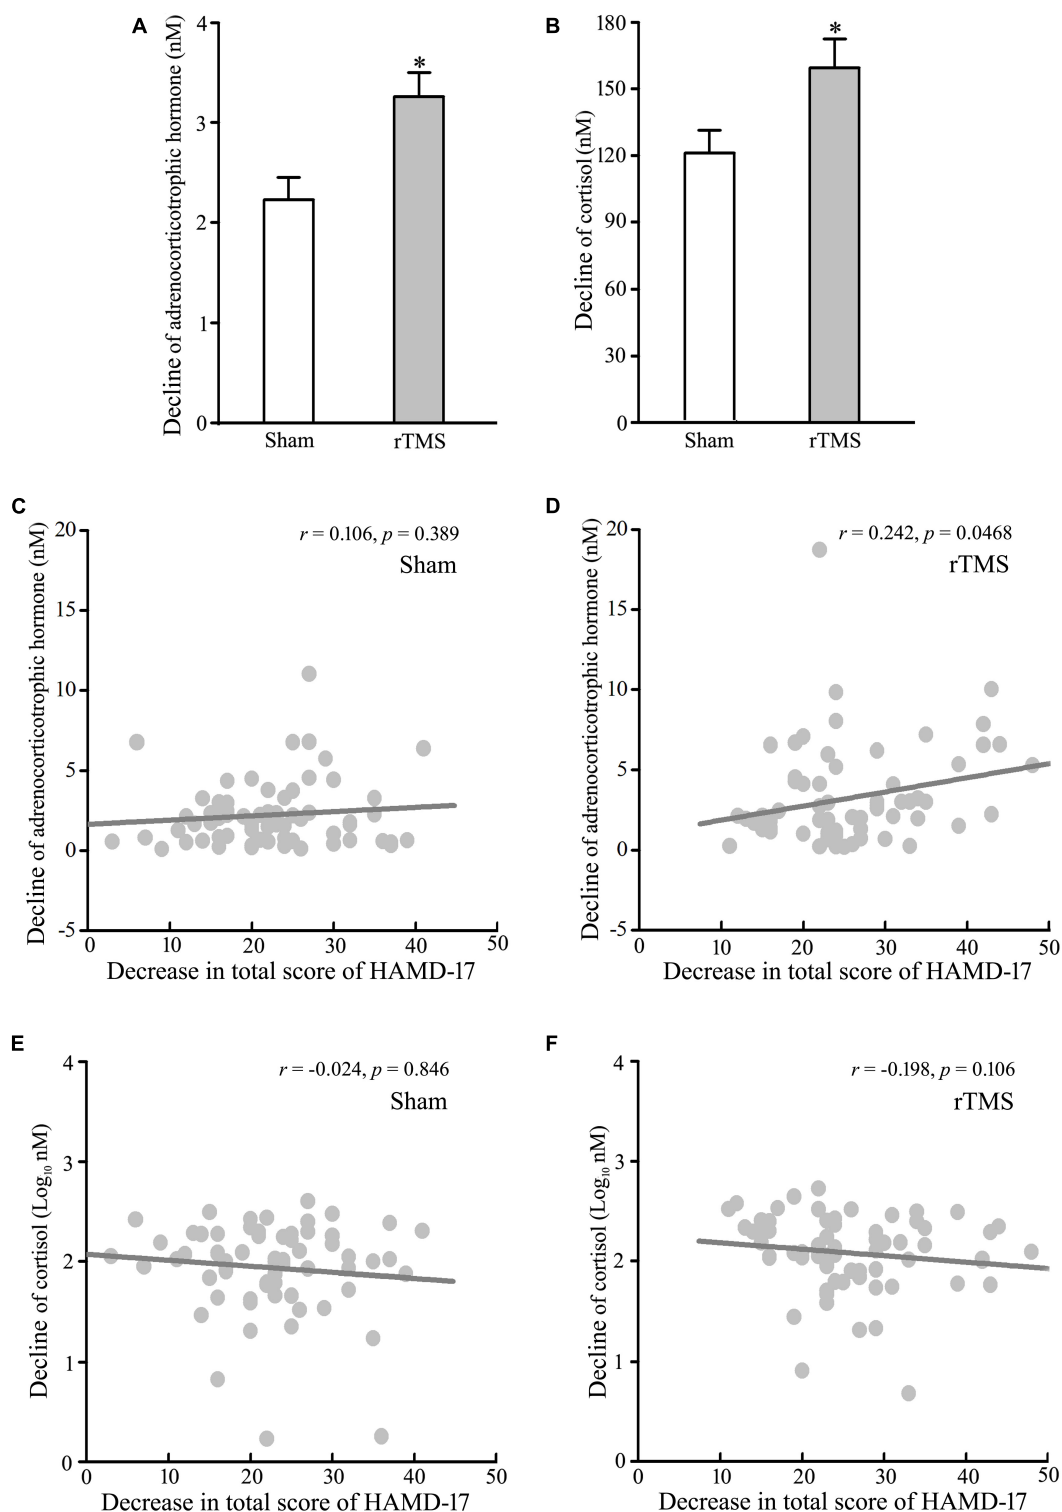 A
Decline of adrenocorticotrophic hormone (nM)
4
3
2
1
0
*
Sham
rTMS
B
Decline of cortisol (nM)
180
150
120
90
60
30
0
*
Sham
rTMS
C
Decline of adrenocorticotrophic hormone (nM)
20
15
10
5
0
-5
r = 0.106, p = 0.389
Sham
0 10 20 30 40 50
Decrease in total score of HAMD-17
D
Decline of adrenocorticotrophic hormone (nM)
20
15
10
5
0
-5
r = 0.242, p = 0.0468
rTMS
0 10 20 30 40 50
Decrease in total score of HAMD-17
E
Decline of cortisol (Log₁₀ nM)
4
3
2
1
0
r = -0.024, p = 0.846
Sham
0 10 20 30 40 50
Decrease in total score of HAMD-17
F
Decline of cortisol (Log₁₀ nM)
4
3
2
1
0
r = -0.198, p = 0.106
rTMS
0 10 20 30 40 50
Decrease in total score of HAMD-17